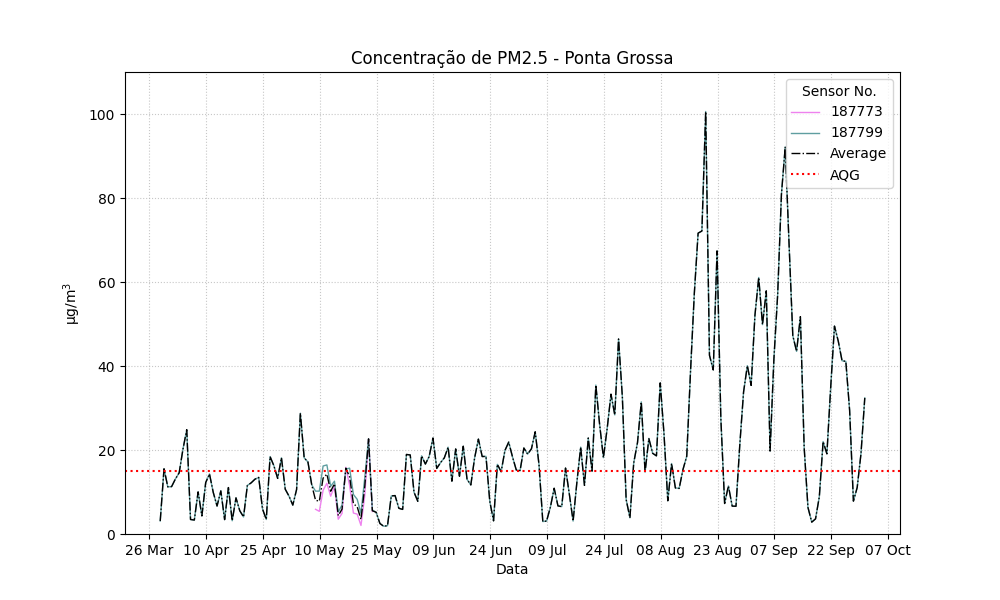 Concentração de PM2.5 - Ponta Grossa
Sensor No.
187773
187799
Average
AQG
100
80
60
40
20
0
µg/m³
26 Mar 10 Apr 25 Apr 10 May 25 May 09 Jun 24 Jun 09 Jul 24 Jul 08 Aug 23 Aug 07 Sep 22 Sep 07 Oct
Data